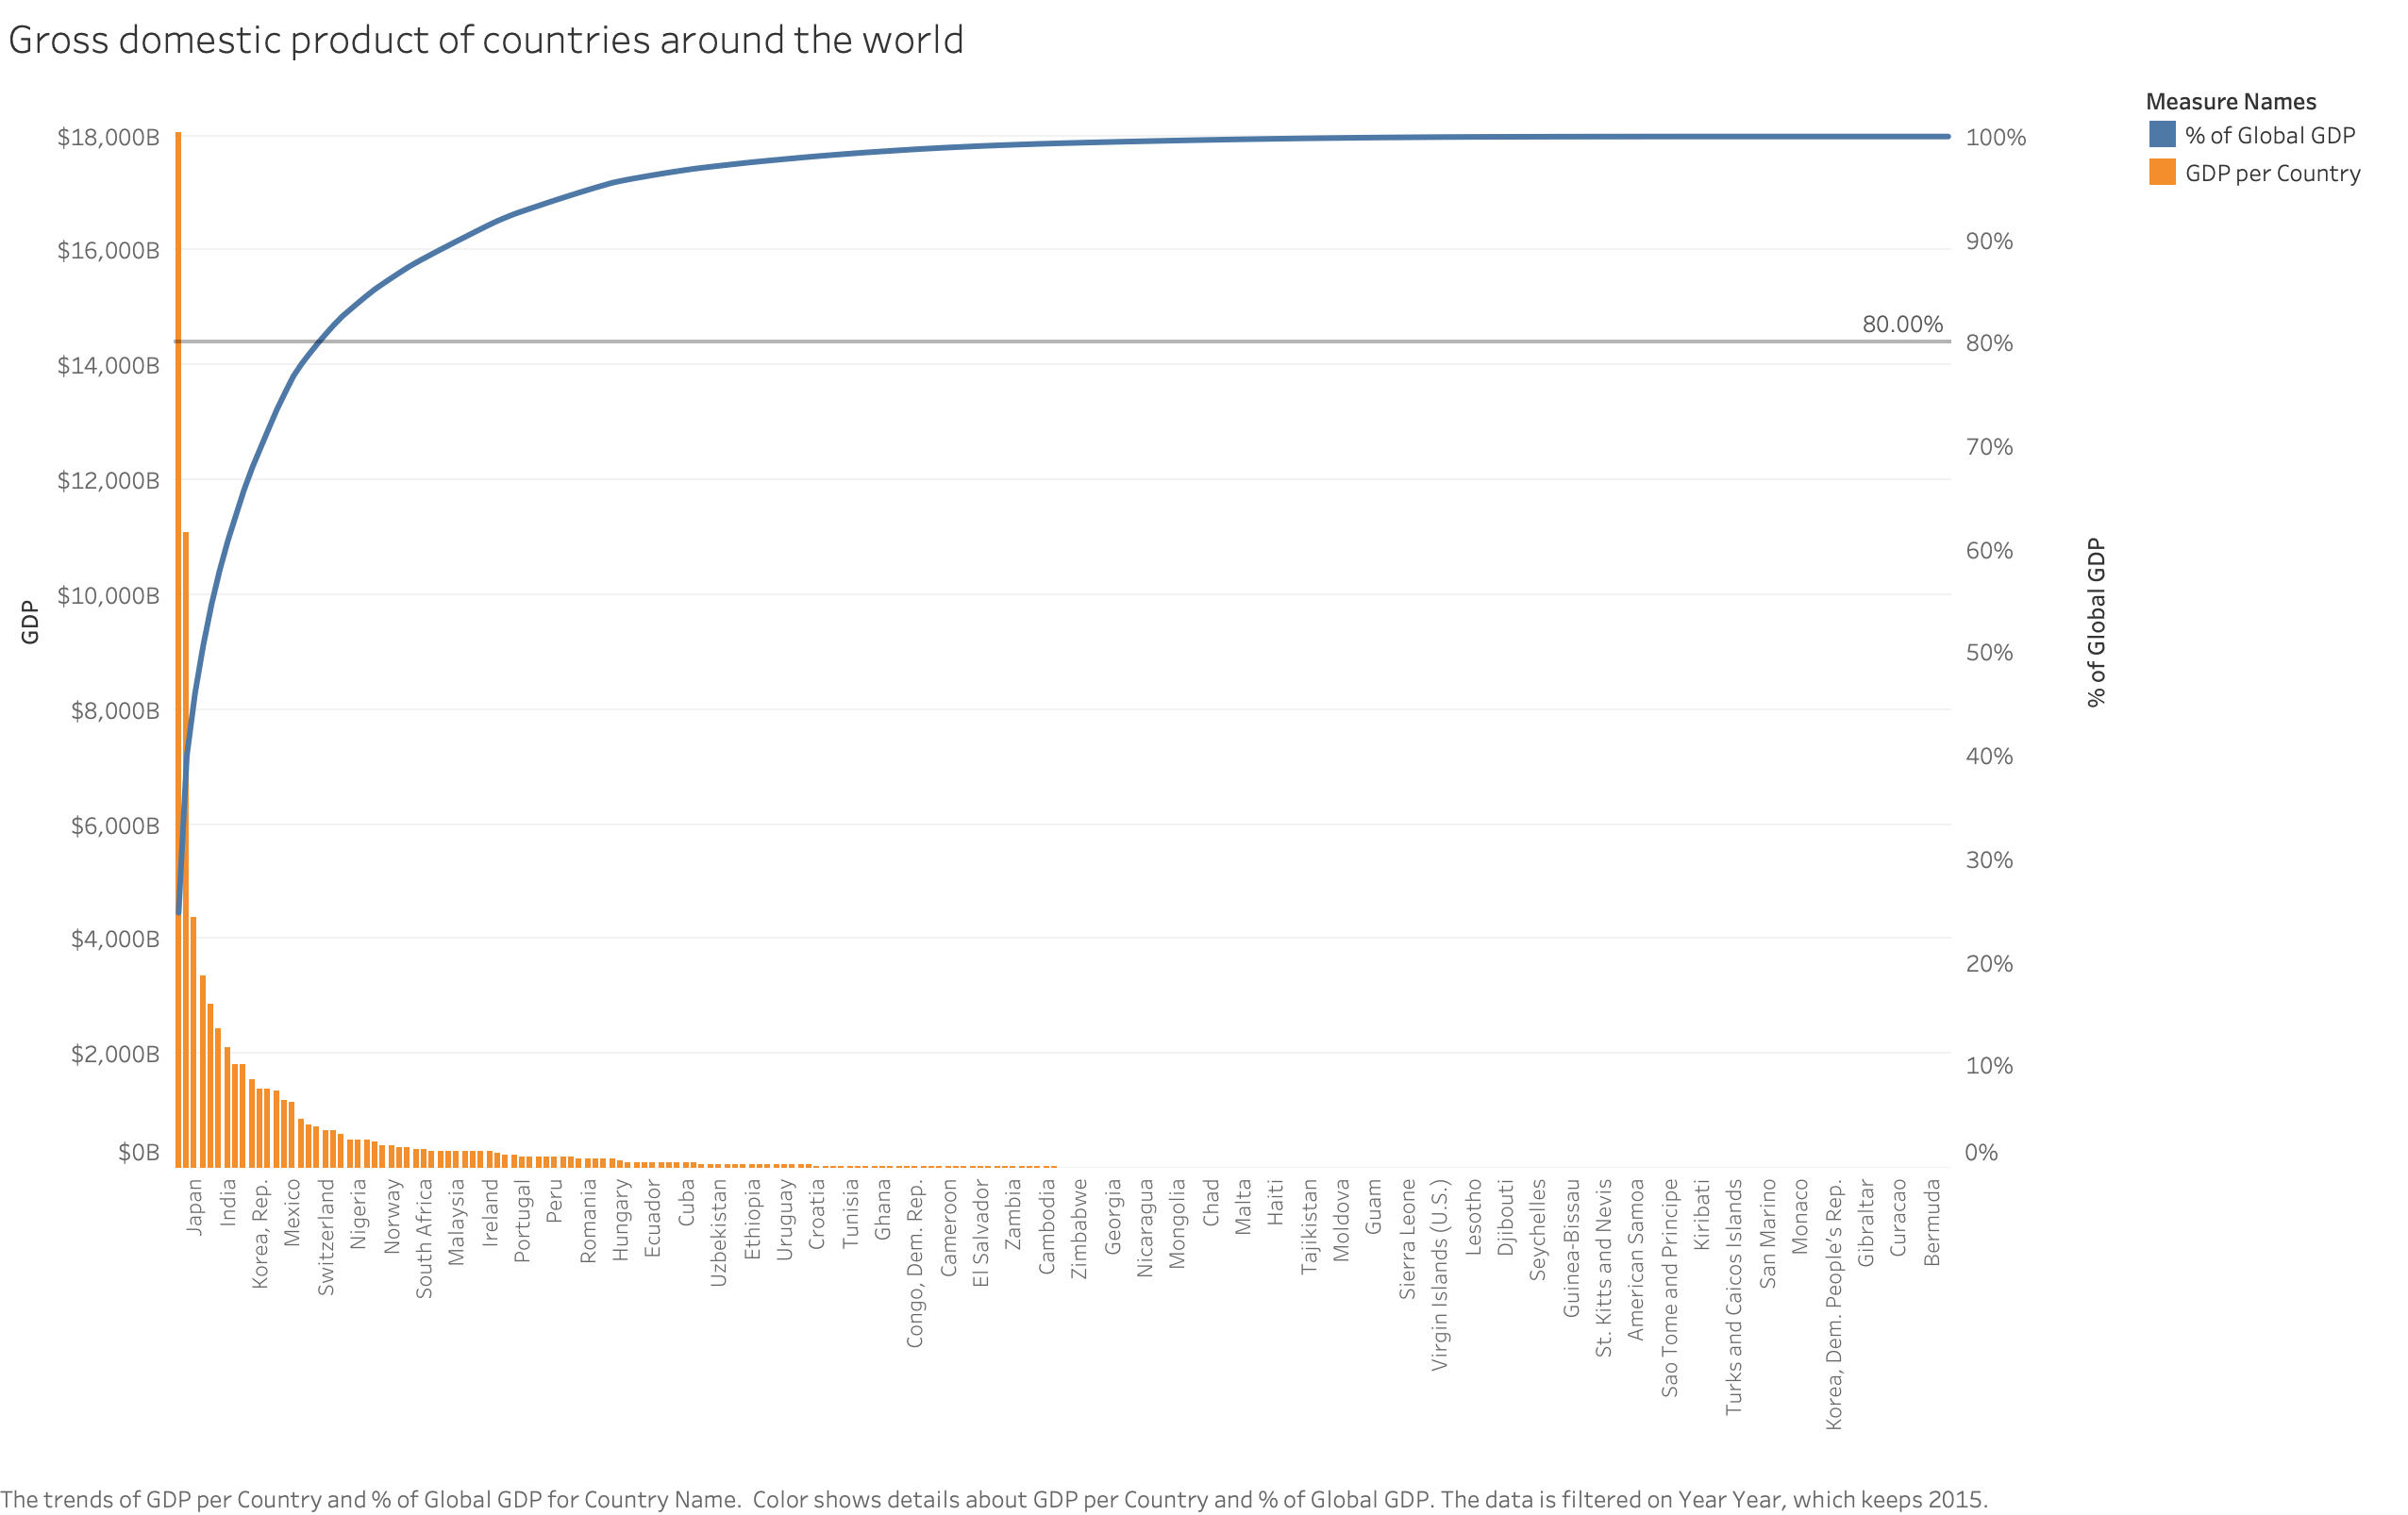 Gross domestic product of countries around the world
Measure Names
% of Global GDP
GDP per Country
$18,000B
$16,000B
$14,000B
$12,000B
$10,000B
$8,000B
$6,000B
$4,000B
$2,000B
$0B
GDP
80.00%
100%
90%
80%
70%
60%
50%
40%
30%
20%
10%
0%
% of Global GDP
Japan
India
Korea, Rep.
Mexico
Switzerland
Nigeria
Norway
South Africa
Malaysia
Ireland
Portugal
Peru
Romania
Hungary
Ecuador
Cuba
Uzbekistan
Ethiopia
Uruguay
Croatia
Tunisia
Ghana
Congo, Dem. Rep.
Cameroon
El Salvador
Zambia
Cambodia
Zimbabwe
Georgia
Nicaragua
Mongolia
Chad
Malta
Haiti
Tajikistan
Moldova
Guam
Sierra Leone
Virgin Islands (U.S.)
Lesotho
Djibouti
Seychelles
Guinea-Bissau
St. Kitts and Nevis
American Samoa
Sao Tome and Principe
Kiribati
Turks and Caicos Islands
San Marino
Monaco
Korea, Dem. People’s Rep.
Gibraltar
Curacao
Bermuda
The trends of GDP per Country and % of Global GDP for Country Name.  Color shows details about GDP per Country and % of Global GDP. The data is filtered on Year Year, which keeps 2015.